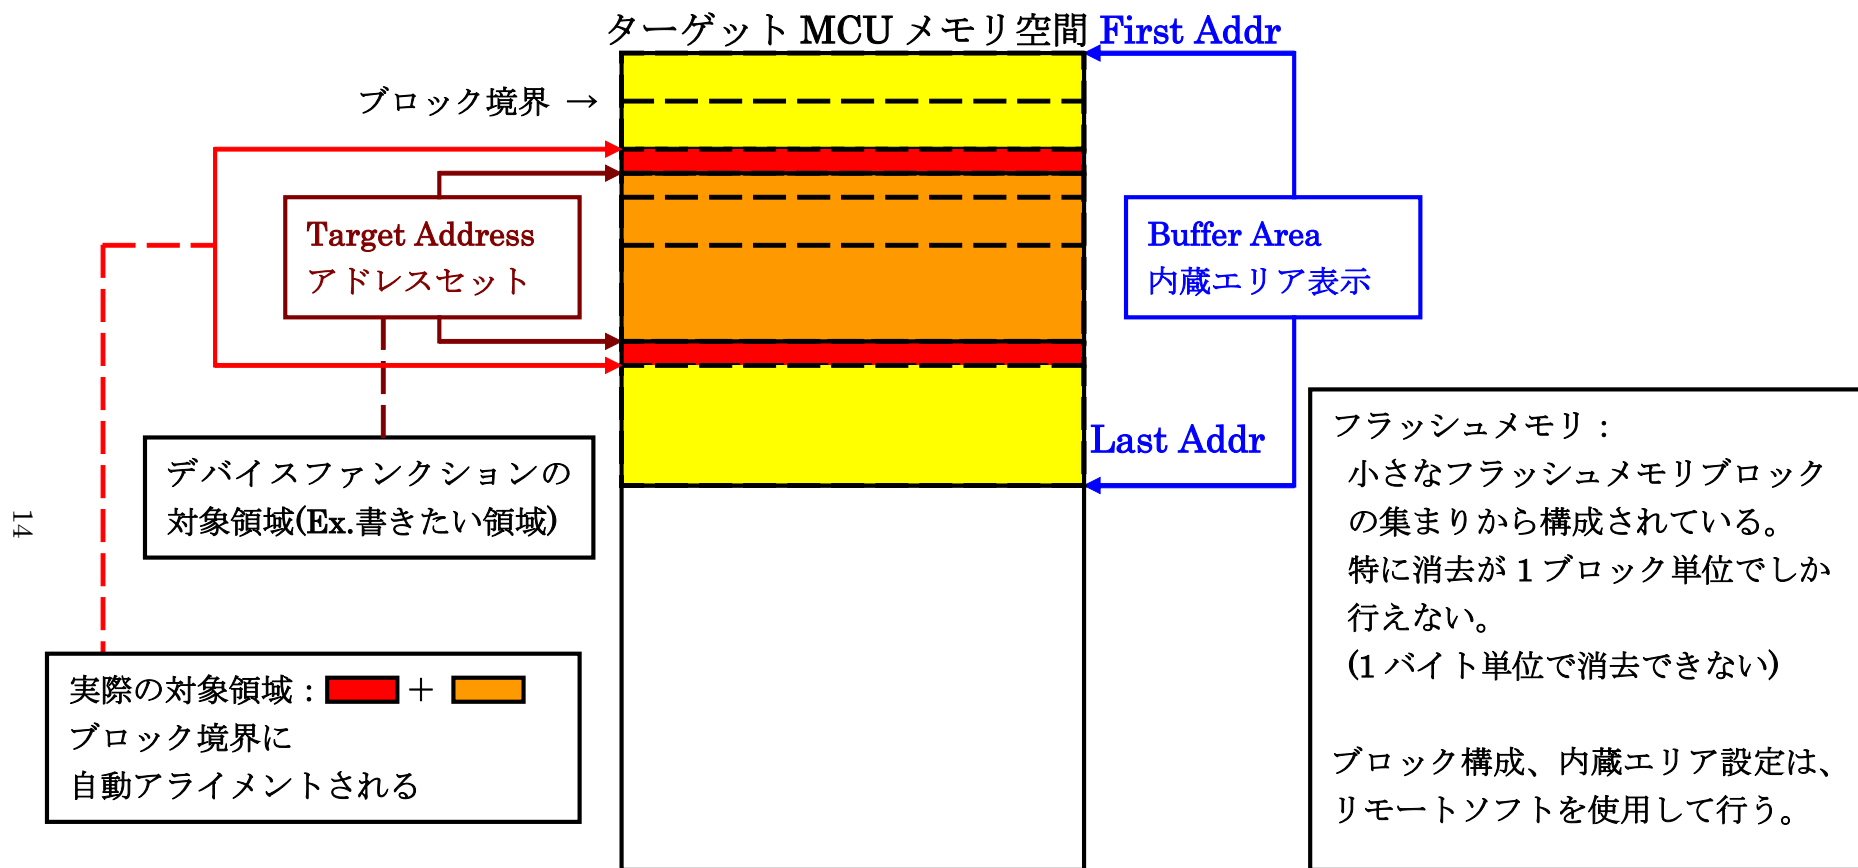 ターゲット MCU メモリ空間 First Addr
ブロック境界 →
Target Address
アドレスセット
Buffer Area
内蔵エリア表示
Last Addr
デバイスファンクションの
対象領域(Ex.書きたい領域)
実際の対象領域： ＋
ブロック境界に
自動アライメントされる
フラッシュメモリ：
小さなフラッシュメモリブロック
の集まりから構成されている。
特に消去が 1 ブロック単位でしか
行えない。
(1 バイト単位で消去できない)
ブロック構成、内蔵エリア設定は、
リモートソフトを使用して行う。
14